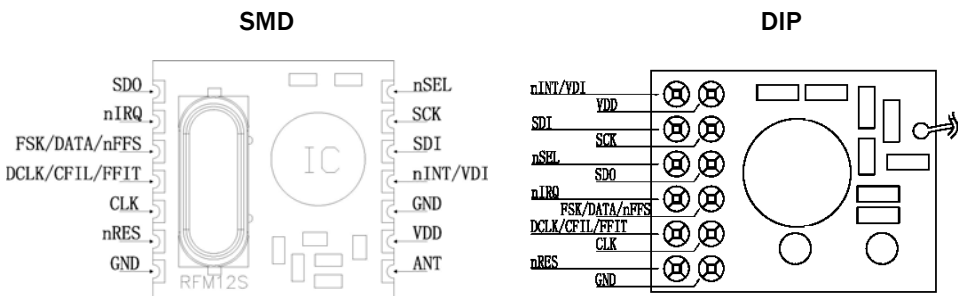 SMD
SDO
nIRQ
FSK/DATA/nFFS
DCLK/CFIL/FFIT
CLK
nRES
GND
IC
RFM12S
nSEL
SCK
SDI
nINT/VDI
GND
VDD
ANT
DIP
nINT/VDI
VDD
SDI
SCK
nSEL
SDO
nIRQ
FSK/DATA/nFFS
DCLK/CFIL/FFIT
CLK
nRES
GND